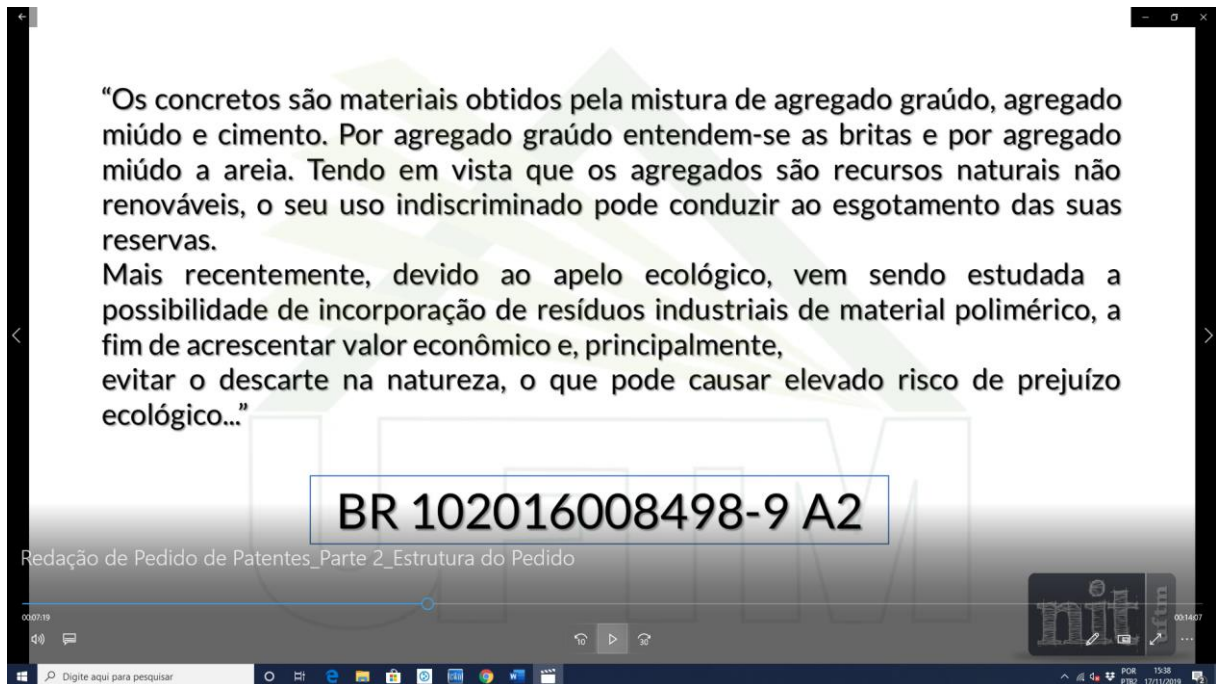 “Os concretos são materiais obtidos pela mistura de agregado graúdo, agregado
miúdo e cimento. Por agregado graúdo entendem-se as britas e por agregado
miúdo a areia. Tendo em vista que os agregados são recursos naturais não
renováveis, o seu uso indiscriminado pode conduzir ao esgotamento das suas
reservas.
Mais recentemente, devido ao apelo ecológico, vem sendo estudada a
possibilidade de incorporação de resíduos industriais de material polimérico, a
fim de acrescentar valor econômico e, principalmente,
evitar o descarte na natureza, o que pode causar elevado risco de prejuízo
ecológico...”
UFTM
BR 102016008498-9 A2
Redação de Pedido de Patentes_Parte 2_Estrutura do Pedido
nit
uftm
00:07:19
00:14:07
10
30
Digite aqui para pesquisar
POR
PTB2
15:38
17/11/2019